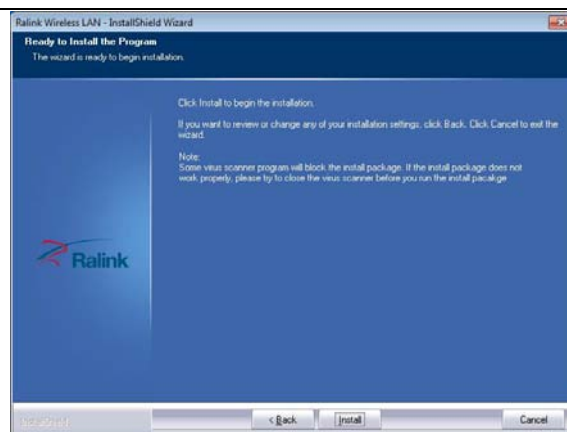 Ralink Wireless LAN - InstallShield Wizard
Ready to Install the Program
The wizard is ready to begin installation.
Click Install to begin the installation.
If you want to review or change any of your installation settings, click Back. Click Cancel to exit the
wizard.
Note:
Some virus scanner program will block the install package. If the install package does not
work properly, please try to close the virus scanner before you run the install pacakge
Ralink
InstallShield
< Back
Install
Cancel